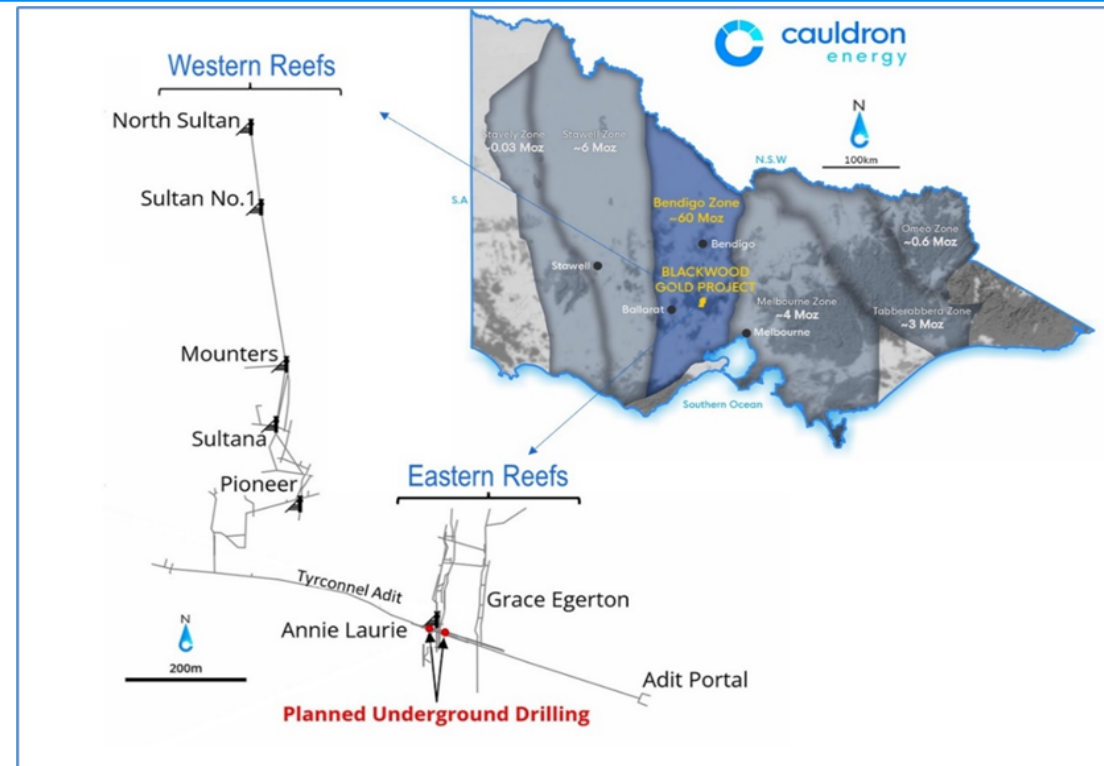 cauldron
energy
Western Reefs
North Sultan
Sultan No.1
Mounters
Sultana
Pioneer
Eastern Reefs
Tyrconnel Adit
Grace Egerton
Annie Laurie
Adit Portal
N
200m
Planned Underground Drilling
N
100km
N.S.W
S.A
Stavely Zone
~0.03 Moz
Stawell Zone
~6 Moz
Bendigo Zone
~60 Moz
Bendigo
Stawell
BLACKWOOD
GOLD PROJECT
Ballarat
Melbourne Zone
~4 Moz
Melbourne
Omeo Zone
~0.6 Moz
Tabberabbera Zone
~3 Moz
Southern Ocean